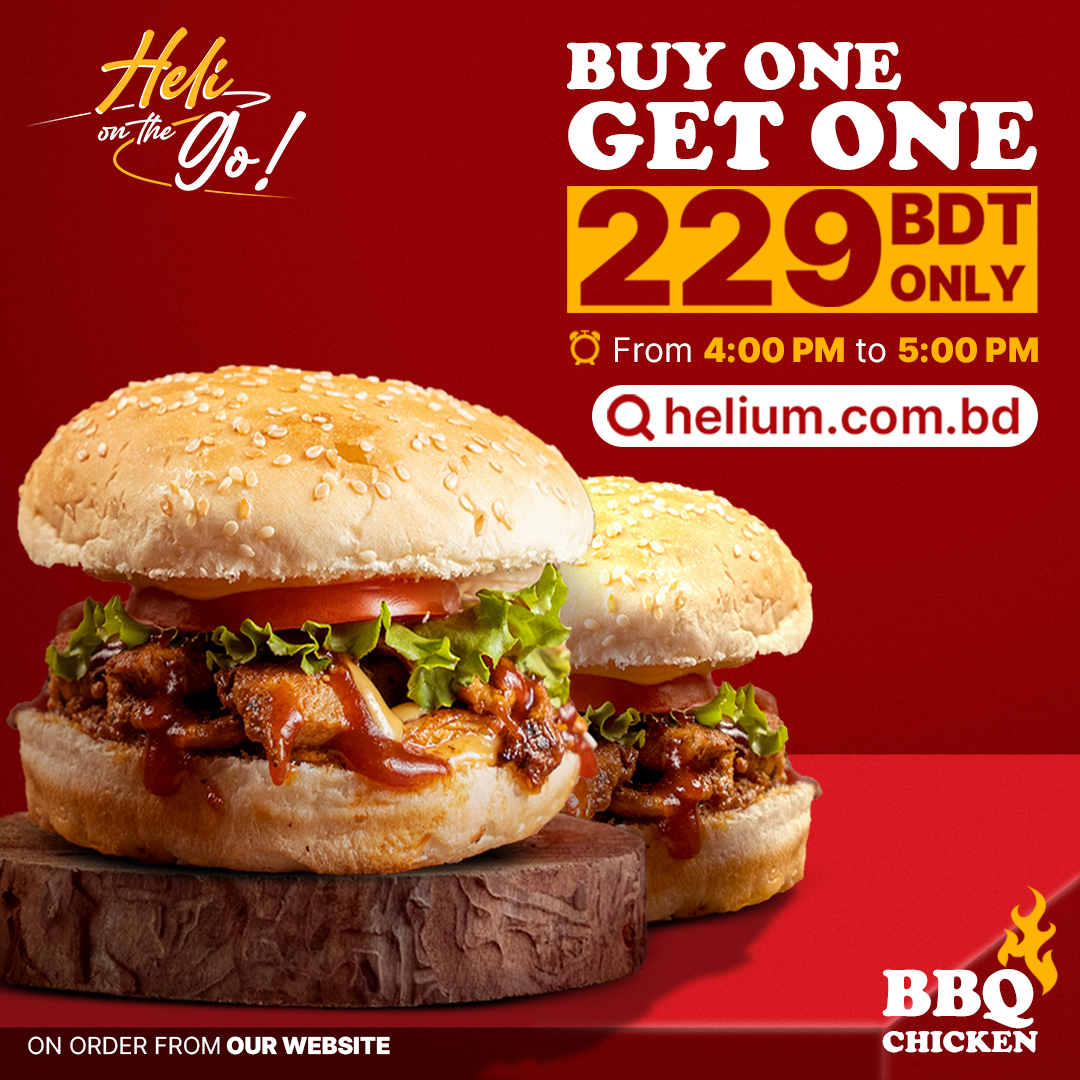 Heli
on the
go!
BUY ONE
GET ONE
229 BDT
ONLY
From 4:00 PM to 5:00 PM
helium.com.bd
BBQ
CHICKEN
ON ORDER FROM OUR WEBSITE